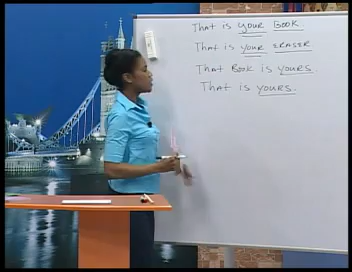 THAT IS YOUR BOOK.
THAT IS YOUR ERASER.
THAT BOOK IS YOURS.
THAT IS YOURS.